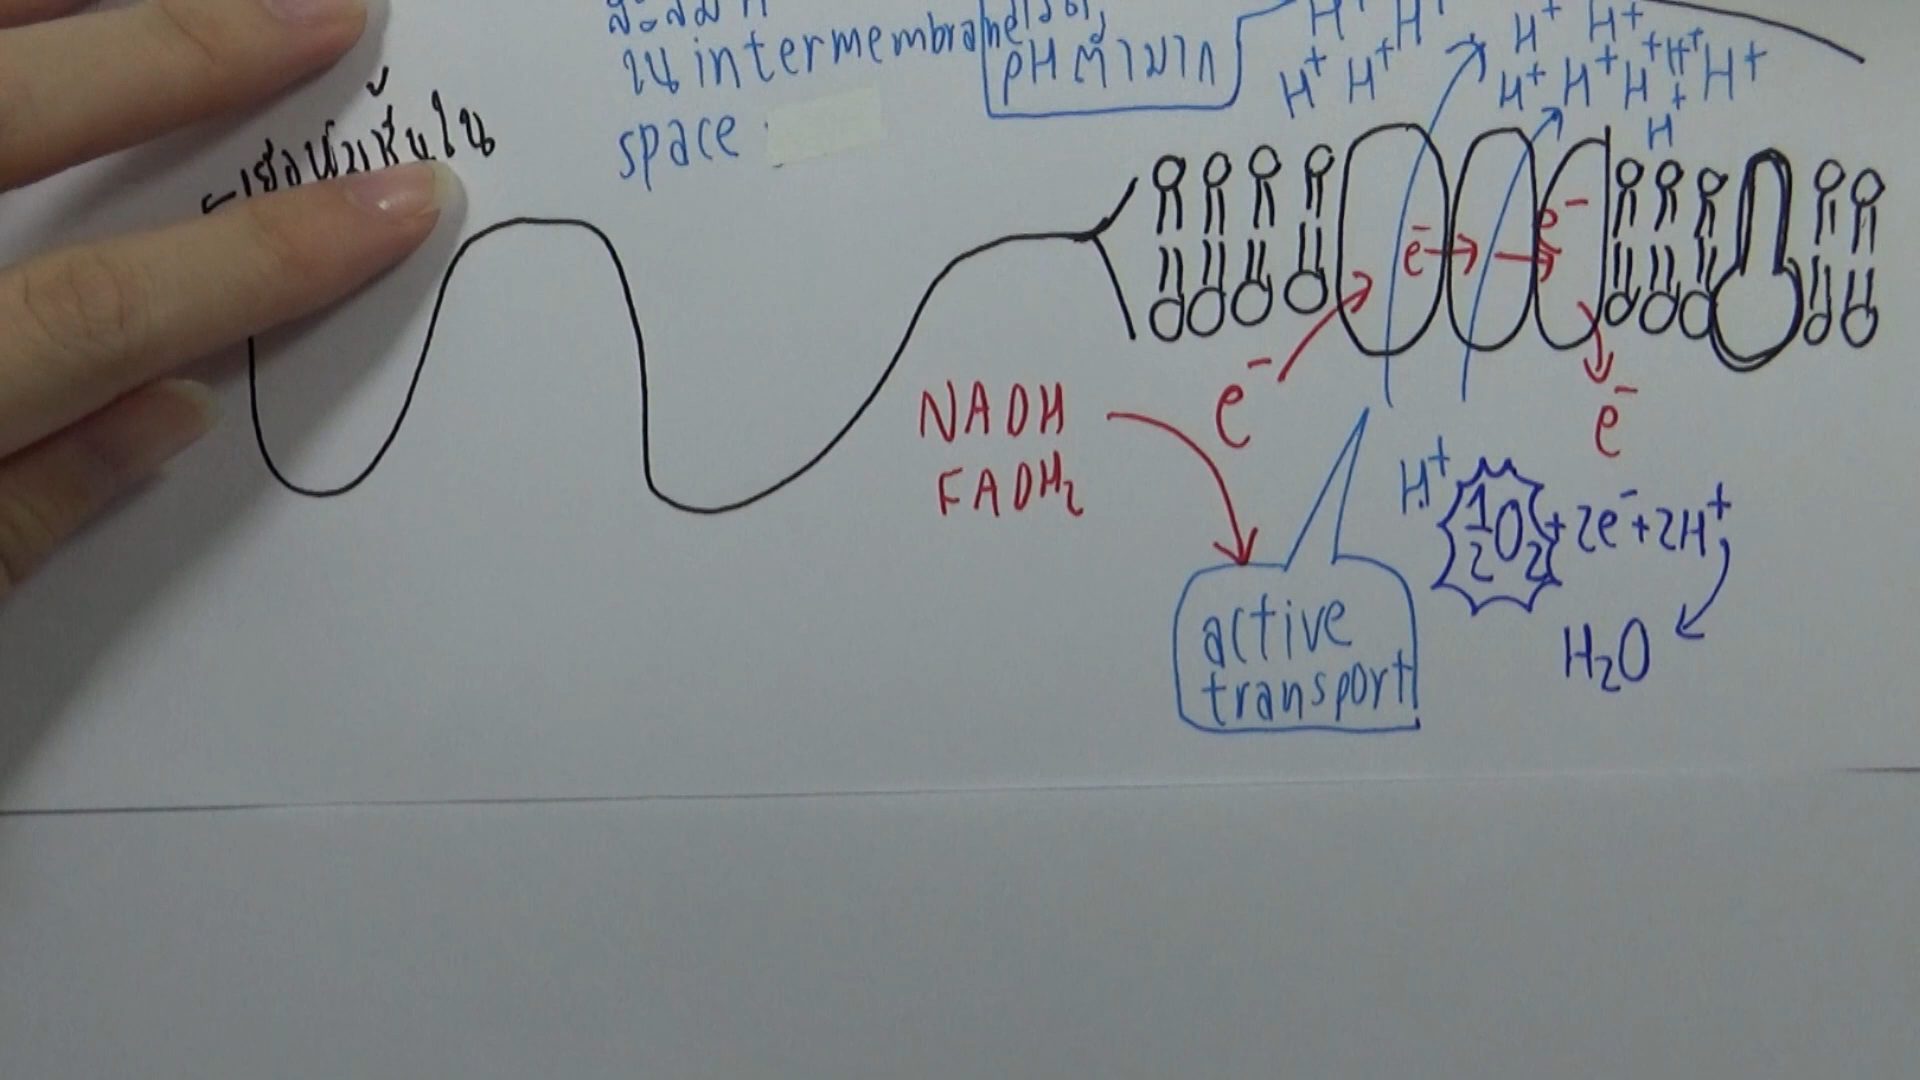 ใน intermembrane
space
pH ต่ำมาก
H+ H+
H+ H+
H+ H+
H+ H+ H+ H+ H+
H+
เยื่อหุ้มชั้นใน
e- e-
e- e-
NADH
FADH2
H+
1/2 O2 + 2e- + 2H+
H2O
active
transport